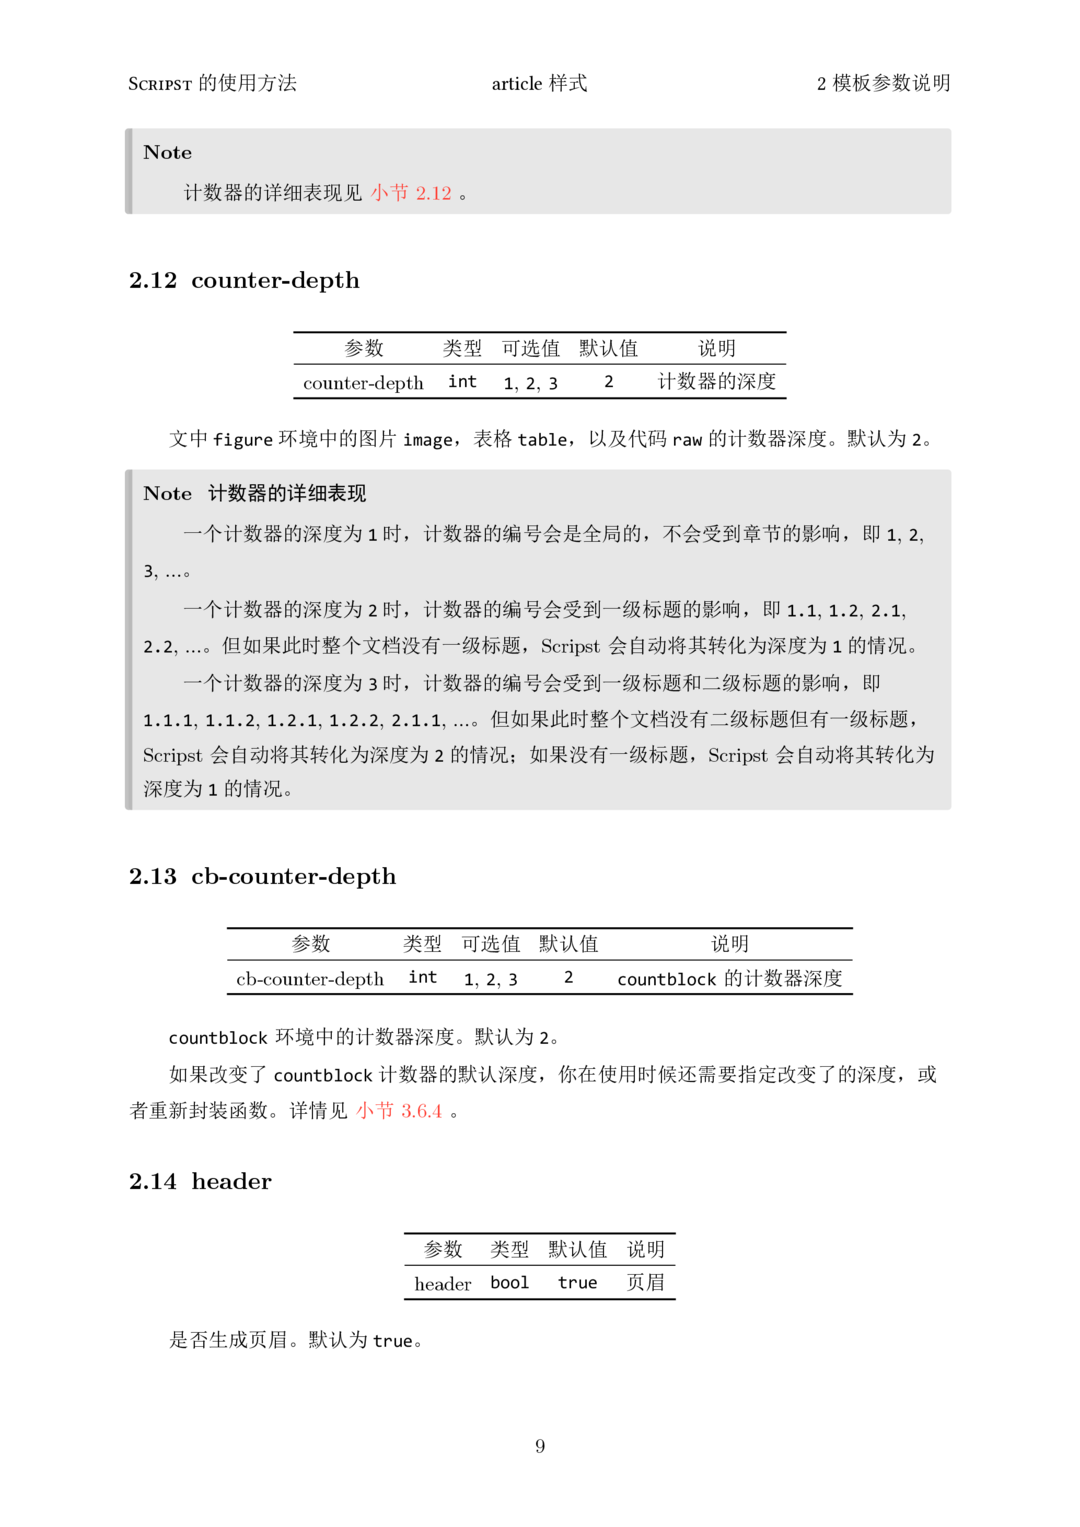 Scripst 的使用方法 article 样式 2 模板参数说明
Note
计数器的详细表现见 小节 2.12 。
2.12 counter-depth
参数 类型 可选值 默认值 说明
counter-depth int 1, 2, 3 2 计数器的深度
文中 figure 环境中的图片 image，表格 table，以及代码 raw 的计数器深度。默认为 2。
Note 计数器的详细表现
一个计数器的深度为 1 时，计数器的编号会是全局的，不会受到章节的影响，即 1, 2,
3, ...。
一个计数器的深度为 2 时，计数器的编号会受到一级标题的影响，即 1.1, 1.2, 2.1,
2.2, ...。但如果此时整个文档没有一级标题，Scripst 会自动将其转化为深度为 1 的情况。
一个计数器的深度为 3 时，计数器的编号会受到一级标题和二级标题的影响，即
1.1.1, 1.1.2, 1.2.1, 1.2.2, 2.1.1, ...。但如果此时整个文档没有二级标题但有一级标题，
Scripst 会自动将其转化为深度为 2 的情况；如果没有一级标题，Scripst 会自动将其转化为
深度为 1 的情况。
2.13 cb-counter-depth
参数 类型 可选值 默认值 说明
cb-counter-depth int 1, 2, 3 2 countblock 的计数器深度
countblock 环境中的计数器深度。默认为 2。
如果改变了 countblock 计数器的默认深度，你在使用时候还需要指定改变了的深度，或
者重新封装函数。详情见 小节 3.6.4 。
2.14 header
参数 类型 默认值 说明
header bool true 页眉
是否生成页眉。默认为 true。
9